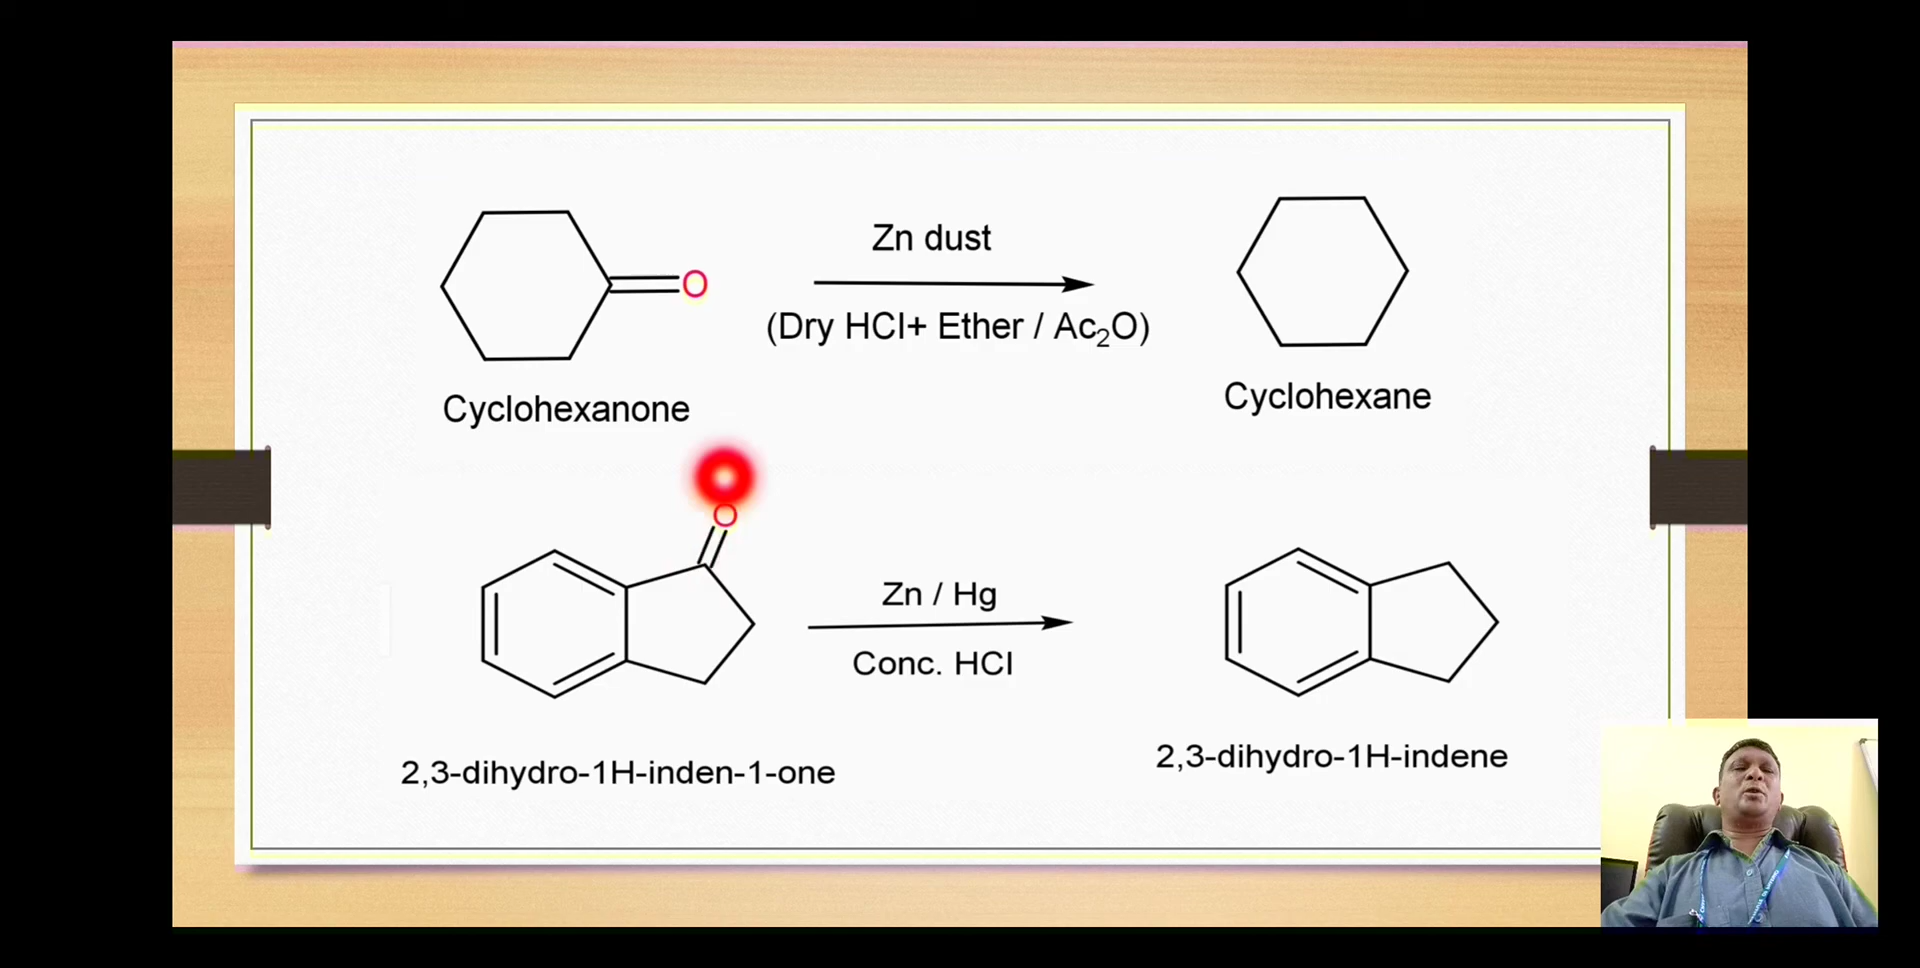 Zn dust
O
(Dry HCl+ Ether / Ac₂O)
Cyclohexanone
Cyclohexane
O
Zn / Hg
Conc. HCl
2,3-dihydro-1H-inden-1-one
2,3-dihydro-1H-indene